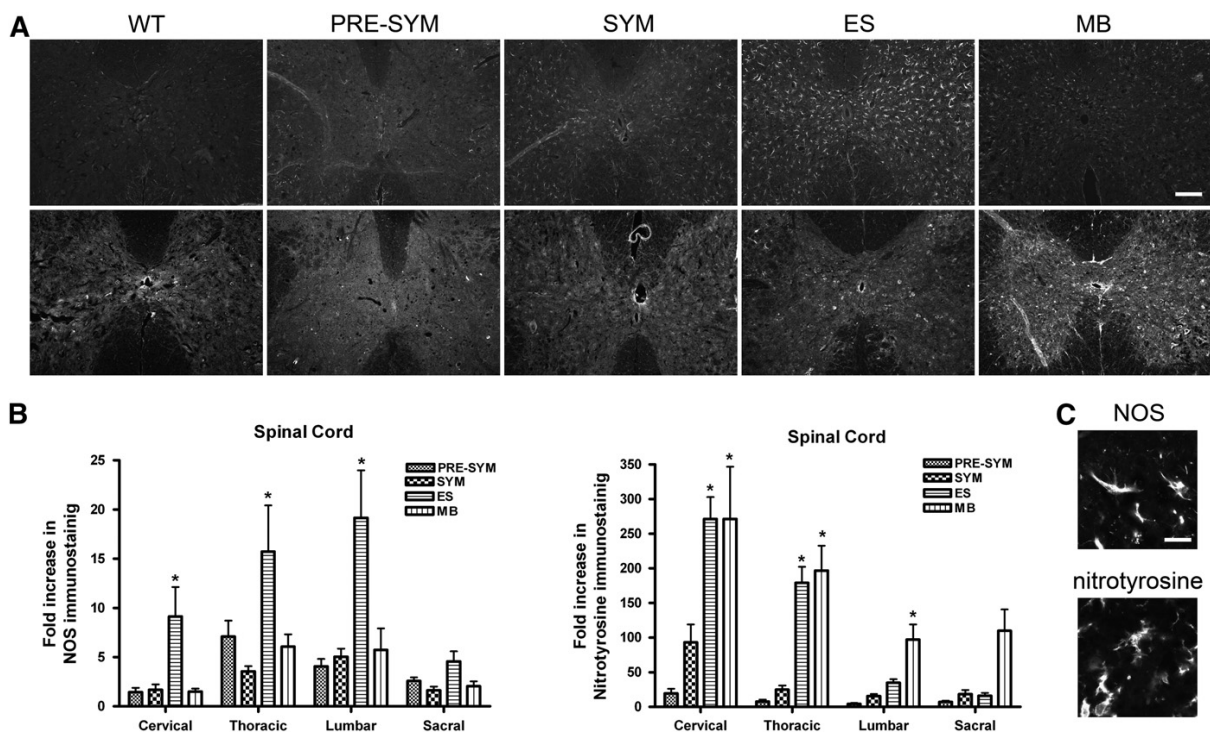 A
WT
PRE-SYM
SYM
ES
MB
B
Spinal Cord
Fold increase in
NOS immunostainig
25
20
15
10
5
0
PRE-SYM
SYM
ES
MB
*
*
*
Cervical
Thoracic
Lumbar
Sacral
Spinal Cord
Fold increase in
Nitrotyrosine immunostainig
350
300
250
200
150
100
50
0
PRE-SYM
SYM
ES
MB
*
*
*
*
*
Cervical
Thoracic
Lumbar
Sacral
C
NOS
nitrotyrosine